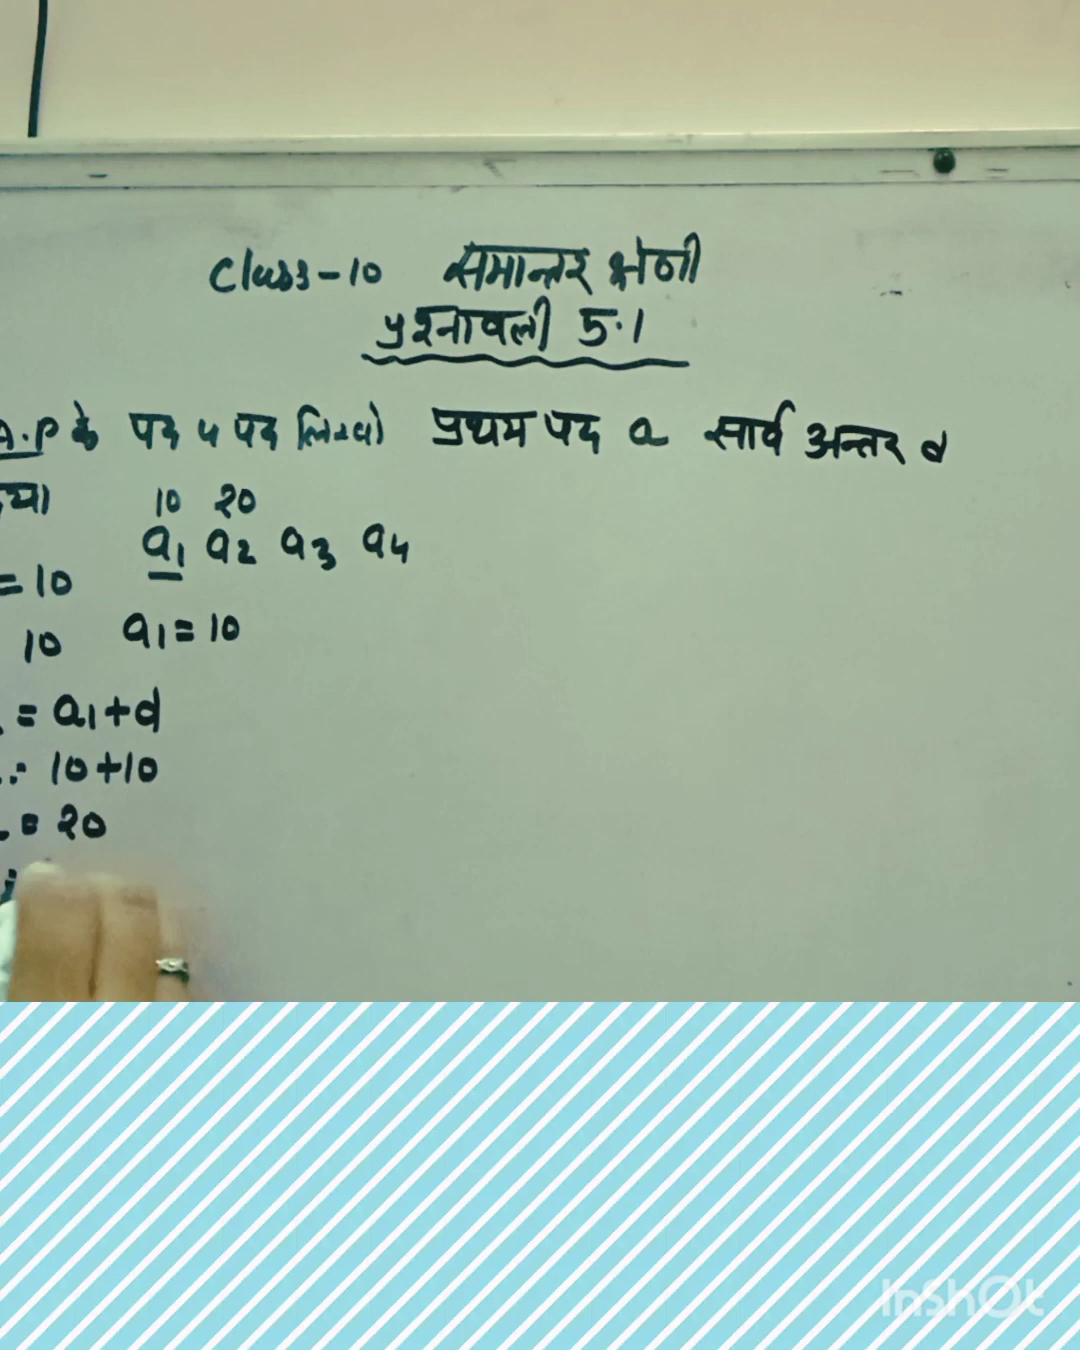 Class-10 समान्तर श्रेणी
प्रश्नावली 5.1
A.P के पद 4 पद लिखो प्रथम पद a सार्व अन्तर d
10 20
a1 a2 a3 a4
= 10
10 a1 = 10
= a1 + d
10 + 10
= 20
InShOt